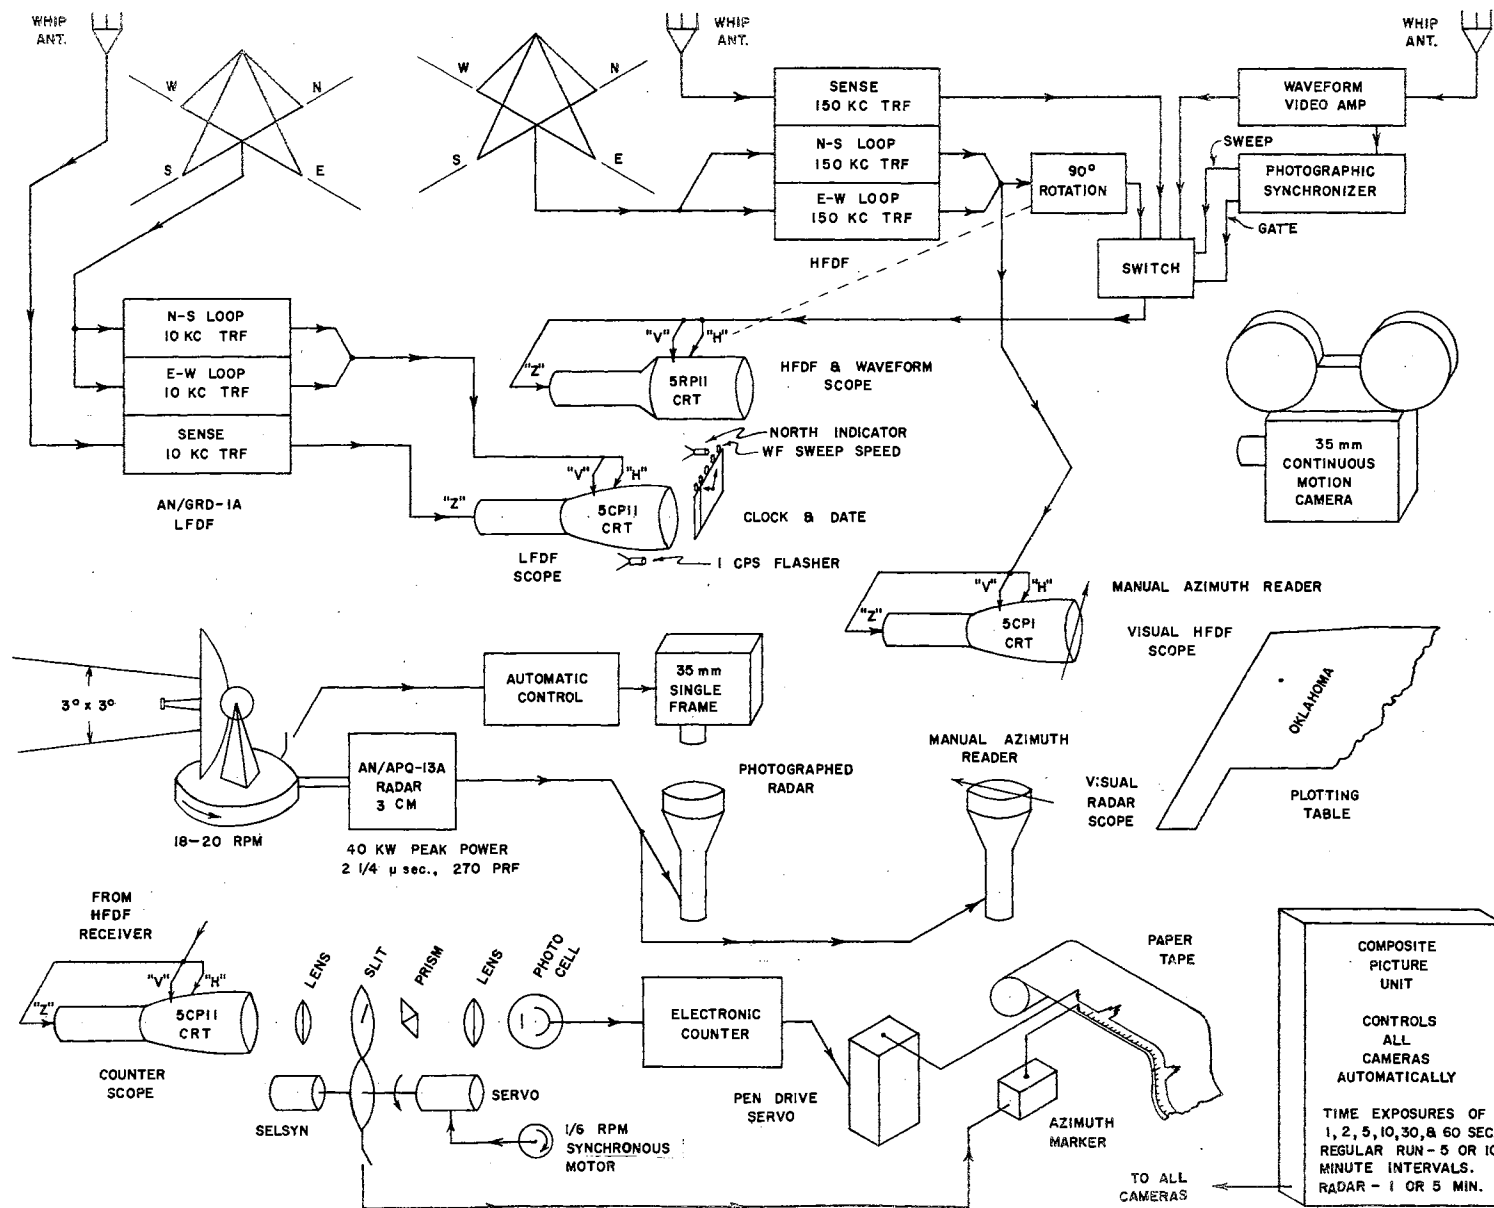 WHIP
ANT.
WHIP
ANT.
WHIP
ANT.
W
N
S
E
W
N
S
E
SENSE
150 KC TRF
N-S LOOP
150 KC TRF
E-W LOOP
150 KC TRF
HFDF
90°
ROTATION
WAVEFORM
VIDEO AMP
SWEEP
PHOTOGRAPHIC
SYNCHRONIZER
GATE
SWITCH
N-S LOOP
10 KC TRF
E-W LOOP
10 KC TRF
SENSE
10 KC TRF
AN/GRD-1A
LFDF
"V"
"H"
"Z"
5RP11
CRT
HFDF & WAVEFORM
SCOPE
NORTH INDICATOR
WF SWEEP SPEED
"V"
"H"
"Z"
5CP11
CRT
CLOCK & DATE
LFDF
SCOPE
1 CPS FLASHER
35 mm
CONTINUOUS
MOTION
CAMERA
"V"
"H"
"Z"
5CP1
CRT
MANUAL AZIMUTH READER
VISUAL HFDF
SCOPE
3° x 3°
AUTOMATIC
CONTROL
35 mm
SINGLE
FRAME
OKLAHOMA
PLOTTING
TABLE
AN/APQ-13A
RADAR
3 CM
PHOTOGRAPHED
RADAR
MANUAL AZIMUTH
READER
VISUAL
RADAR
SCOPE
18-20 RPM
40 KW PEAK POWER
2 1/4 µ sec., 270 PRF
FROM
HFDF
RECEIVER
"V"
"H"
"Z"
5CP11
CRT
COUNTER
SCOPE
LENS
SLIT
PRISM
LENS
PHOTO
CELL
ELECTRONIC
COUNTER
PAPER
TAPE
SELSYN
SERVO
1/6 RPM
SYNCHRONOUS
MOTOR
PEN DRIVE
SERVO
AZIMUTH
MARKER
COMPOSITE
PICTURE
UNIT
CONTROLS
ALL
CAMERAS
AUTOMATICALLY
TIME EXPOSURES OF
1, 2, 5, 10, 30, & 60 SEC
REGULAR RUN - 5 OR 10
MINUTE INTERVALS.
RADAR - 1 OR 5 MIN.
TO ALL
CAMERAS